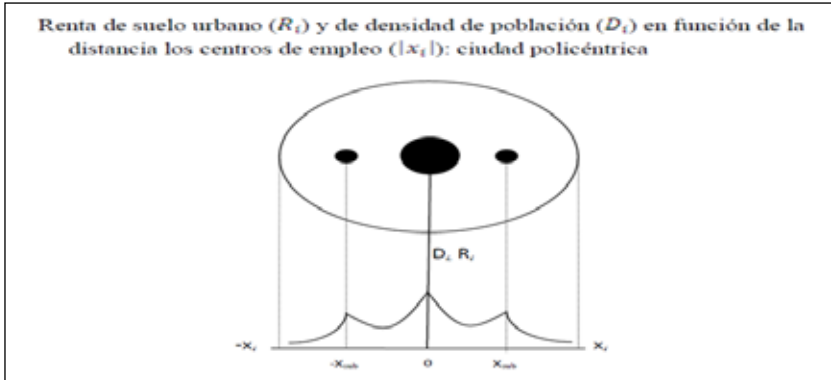 Renta de suelo urbano (Rᵢ) y de densidad de población (Dᵢ) en función de la
distancia los centros de empleo (|xᵢ|): ciudad policéntrica
Dᵢ, Rᵢ
-xᵢ
xᵢ
-xₛᵤb
0
xₛᵤb